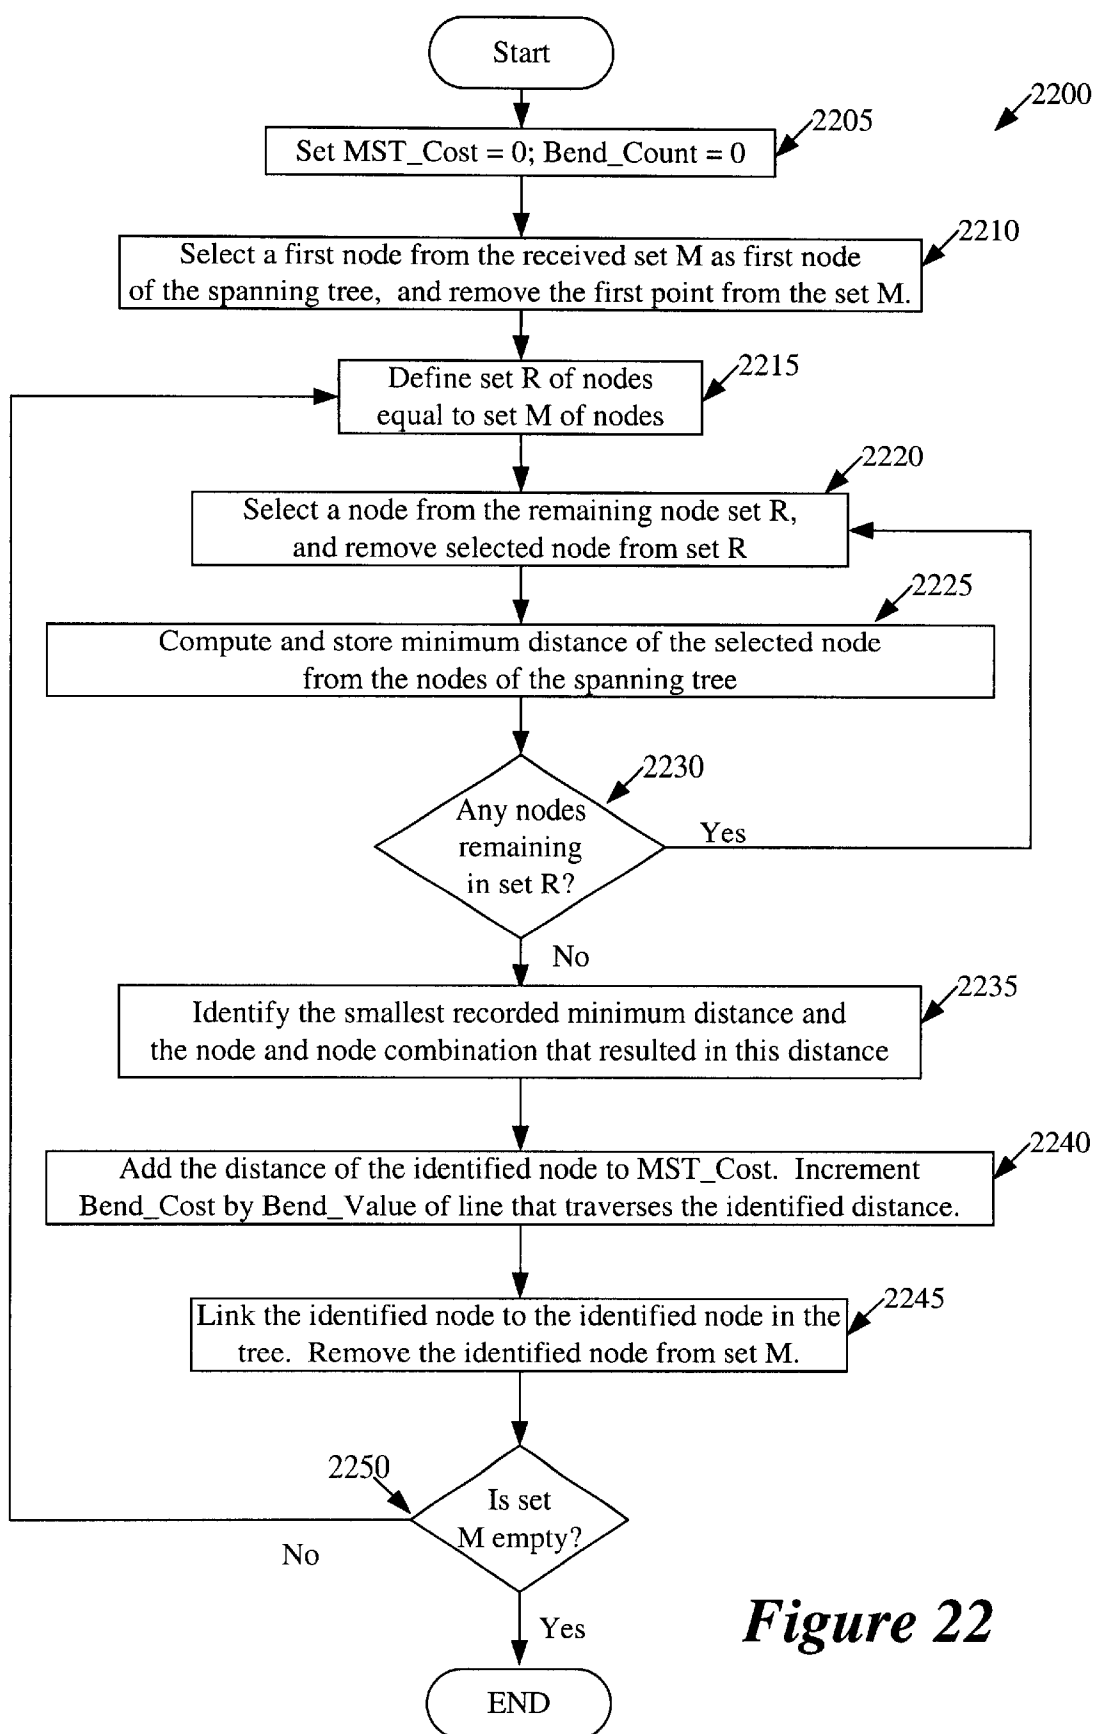 Start
2200
2205
Set MST_Cost = 0; Bend_Count = 0
2210
Select a first node from the received set M as first node
of the spanning tree, and remove the first point from the set M.
2215
Define set R of nodes
equal to set M of nodes
2220
Select a node from the remaining node set R,
and remove selected node from set R
2225
Compute and store minimum distance of the selected node
from the nodes of the spanning tree
2230
Any nodes
remaining
in set R?
Yes
No
2235
Identify the smallest recorded minimum distance and
the node and node combination that resulted in this distance
2240
Add the distance of the identified node to MST_Cost. Increment
Bend_Cost by Bend_Value of line that traverses the identified distance.
2245
Link the identified node to the identified node in the
tree. Remove the identified node from set M.
2250
Is set
M empty?
No
Yes
Figure 22
END